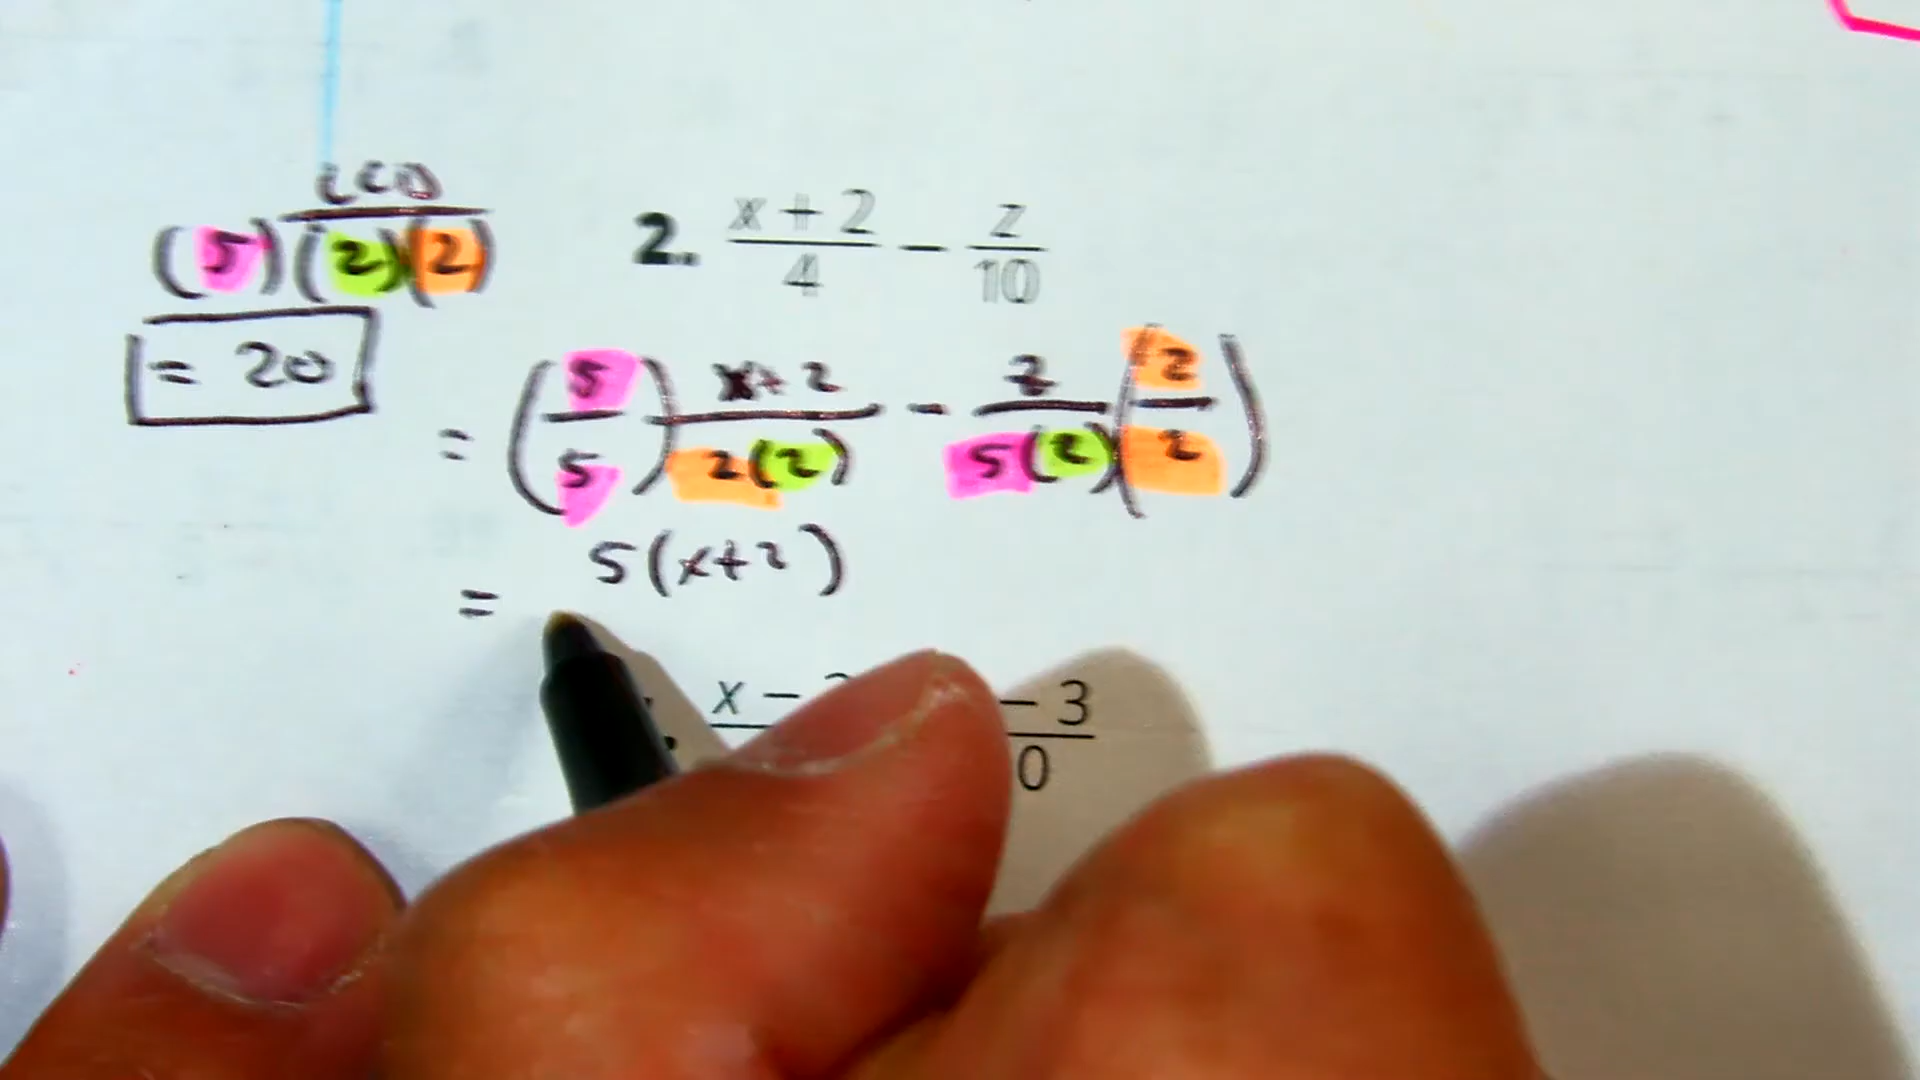 LCD
(5)(2)(2)
= 20
2. x + 2 / 4 − z / 10
= (5/5) x+2 / 2(2) - z / 5(2) (2/2)
= 5(x+2)
x −
− 3
0